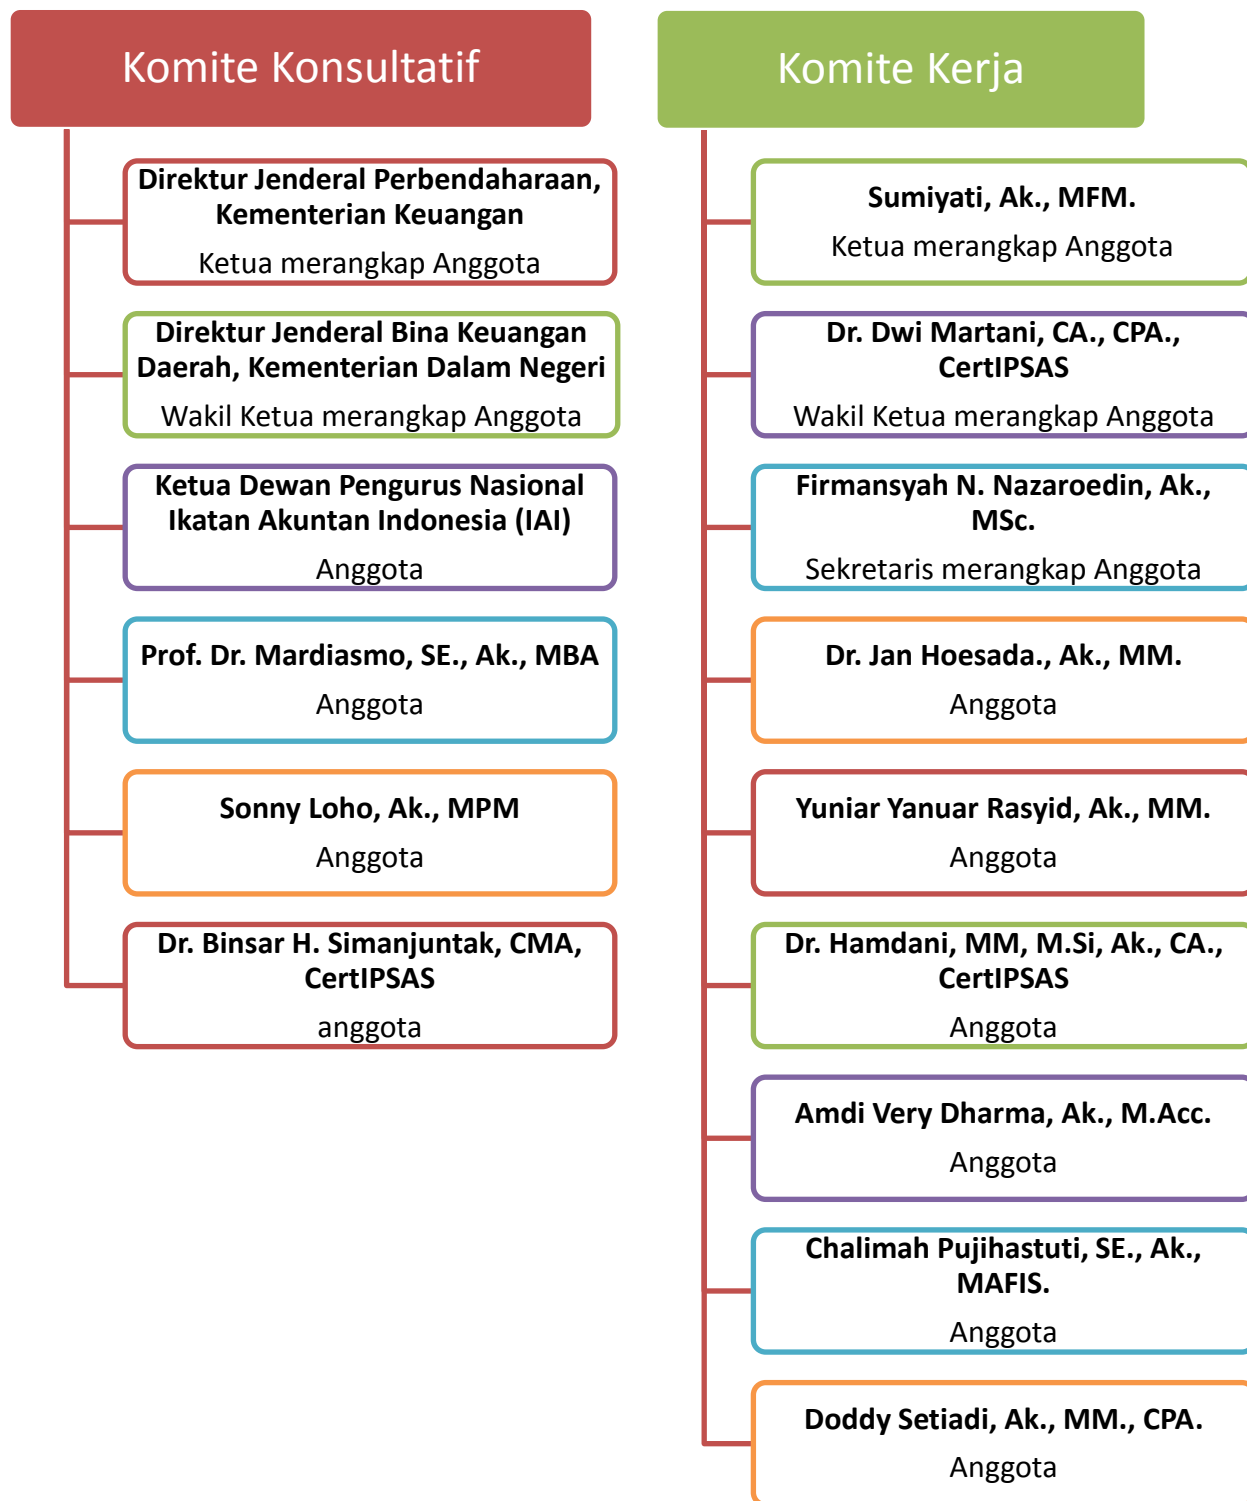 Komite Konsultatif
Direktur Jenderal Perbendaharaan,
Kementerian Keuangan
Ketua merangkap Anggota
Direktur Jenderal Bina Keuangan
Daerah, Kementerian Dalam Negeri
Wakil Ketua merangkap Anggota
Ketua Dewan Pengurus Nasional
Ikatan Akuntan Indonesia (IAI)
Anggota
Prof. Dr. Mardiasmo, SE., Ak., MBA
Anggota
Sonny Loho, Ak., MPM
Anggota
Dr. Binsar H. Simanjuntak, CMA,
CertIPSAS
anggota
Komite Kerja
Sumiyati, Ak., MFM.
Ketua merangkap Anggota
Dr. Dwi Martani, CA., CPA.,
CertIPSAS
Wakil Ketua merangkap Anggota
Firmansyah N. Nazaroedin, Ak.,
MSc.
Sekretaris merangkap Anggota
Dr. Jan Hoesada., Ak., MM.
Anggota
Yuniar Yanuar Rasyid, Ak., MM.
Anggota
Dr. Hamdani, MM, M.Si, Ak., CA.,
CertIPSAS
Anggota
Amdi Very Dharma, Ak., M.Acc.
Anggota
Chalimah Pujihastuti, SE., Ak.,
MAFIS.
Anggota
Doddy Setiadi, Ak., MM., CPA.
Anggota